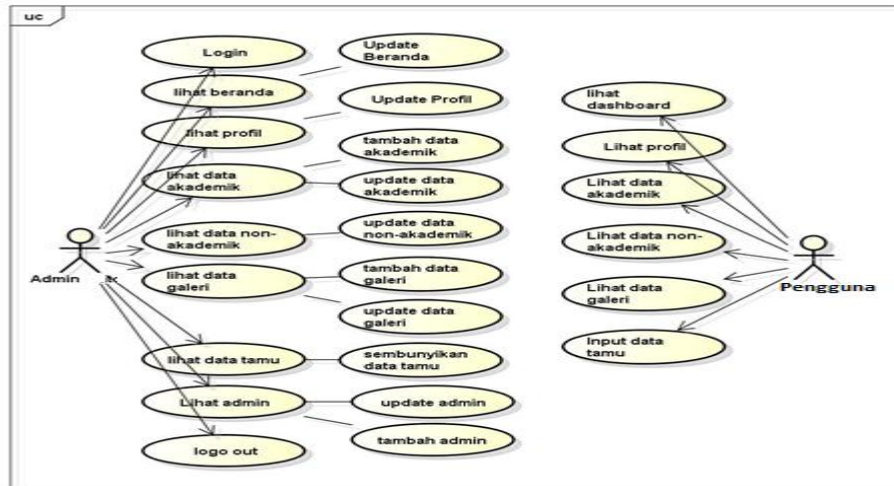 uc
Login
Update
Beranda
lihat beranda
Update Profil
lihat profil
tambah data
akademik
lihat data
akademik
update data
akademik
lihat data non-
akademik
update data
non-akademik
lihat data
galeri
tambah data
galeri
update data
galeri
lihat data tamu
sembunyikan
data tamu
Lihat admin
update admin
tambah admin
logo out
Admin
lihat
dashboard
Lihat profil
Lihat data
akademik
Lihat data non-
akademik
Lihat data
galeri
Input data
tamu
Pengguna